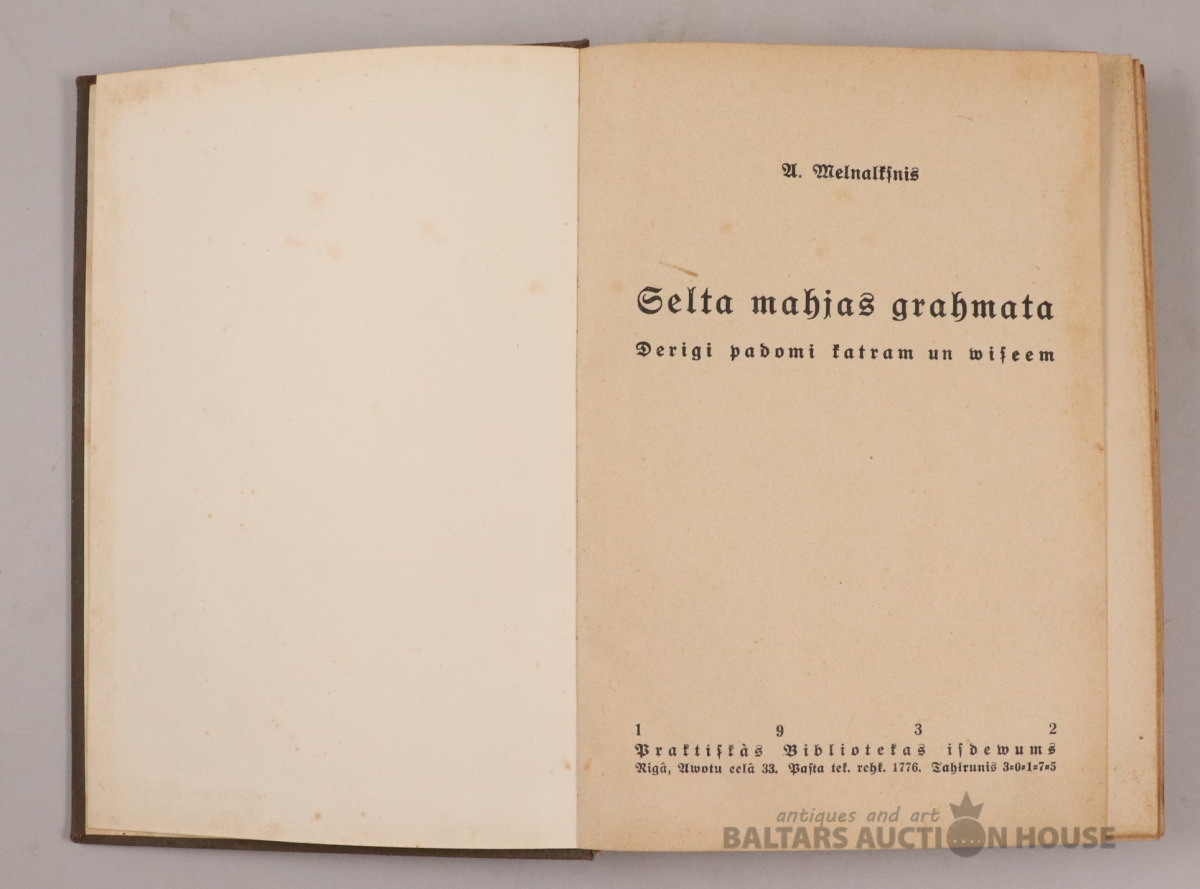 A. Melnalkſnis
Selta mahjas grahmata
Derigi padomi katram un wiſeem
1 9 3 2
Praktiſkàs Bibliotekas iſdewums
Rigâ, Awotu eelâ 33. Paſta tek. rehk. 1776. Tahlrunis 3=0=1=7=5
antiques and art
BALTARS AUCTION HOUSE